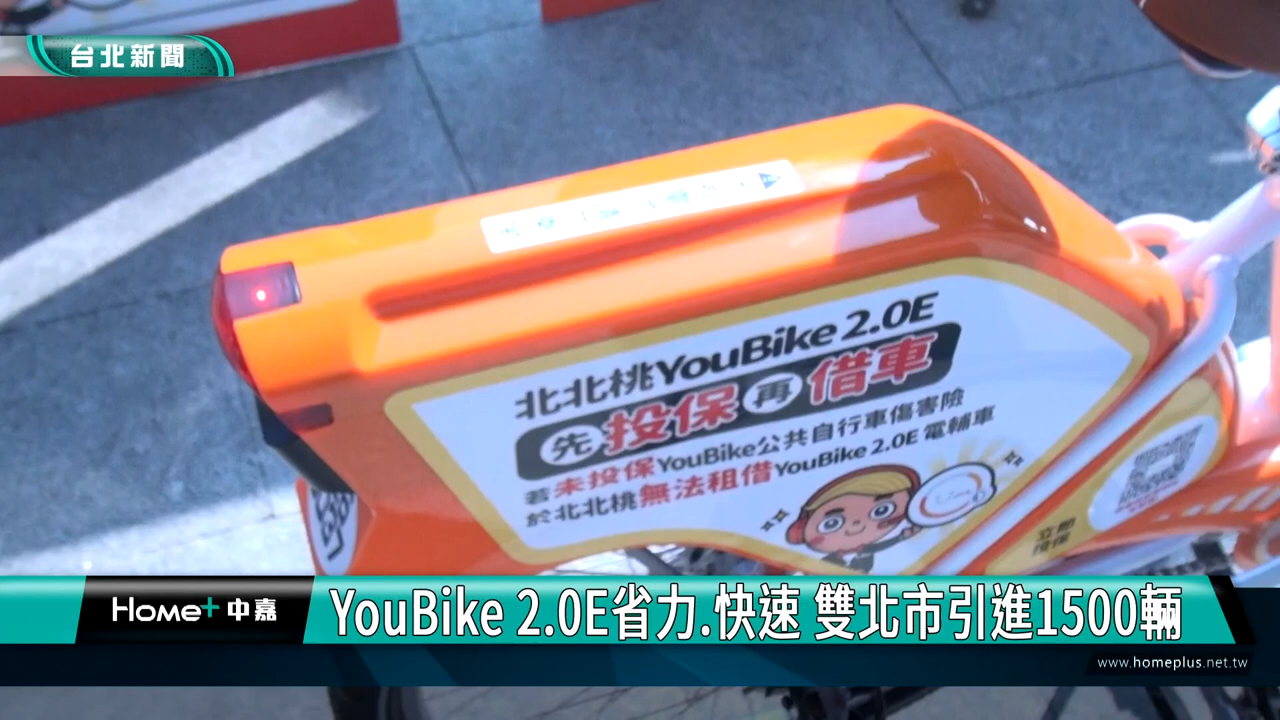 台北新聞
北北桃YouBike 2.0E
先投保再借車
若未投保YouBike公共自行車傷害險
於北北桃無法租借YouBike 2.0E 電輔車
立即
投保
Home+ 中嘉
YouBike 2.0E省力.快速 雙北市引進1500輛
www.homeplus.net.tw